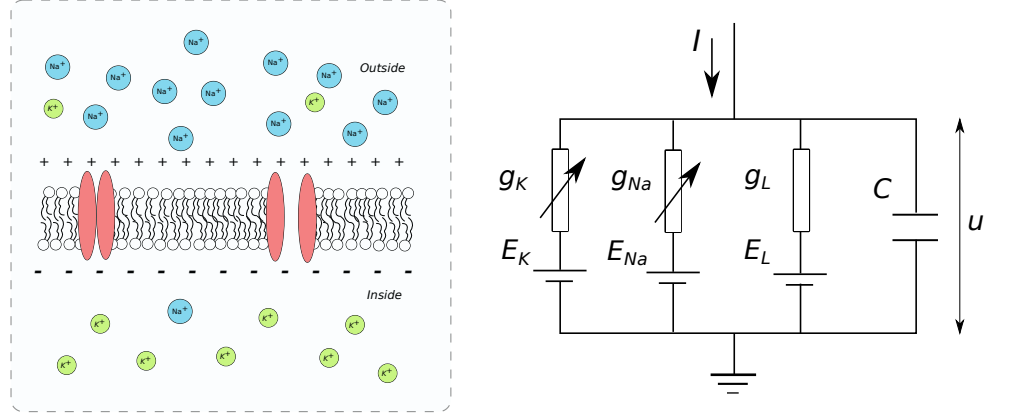 Na+
Na+ Na+ Na+ Na+
Na+ Na+ Na+
K+ K+
Na+ Na+ Na+ Na+
Outside
+ + + + + + + + + + + + + + + +
- - - - - - - - - - - - -
Inside
Na+
K+ K+ K+
K+ K+ K+ K+ K+
I
gK gNa gL C u
EK ENa EL